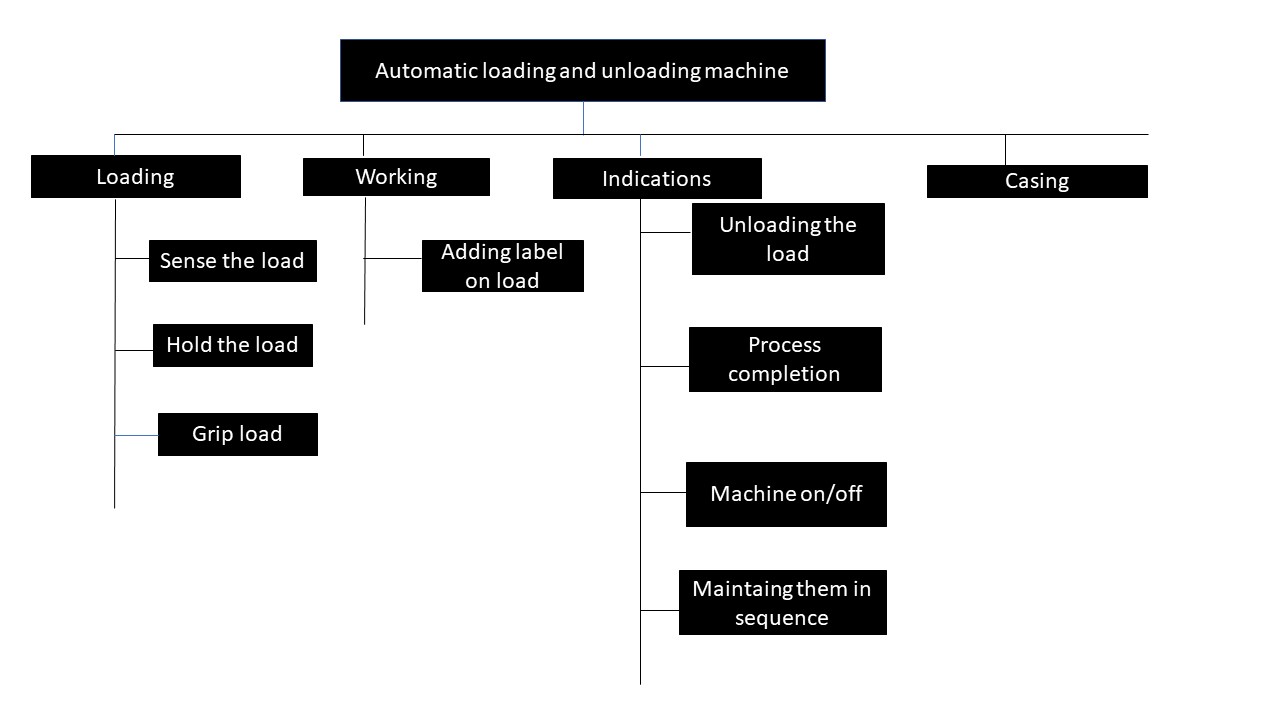 Automatic loading and unloading machine
Loading
Working
Indications
Casing
Sense the load
Hold the load
Grip load
Adding label
on load
Unloading the
load
Process
completion
Machine on/off
Maintaing them in
sequence